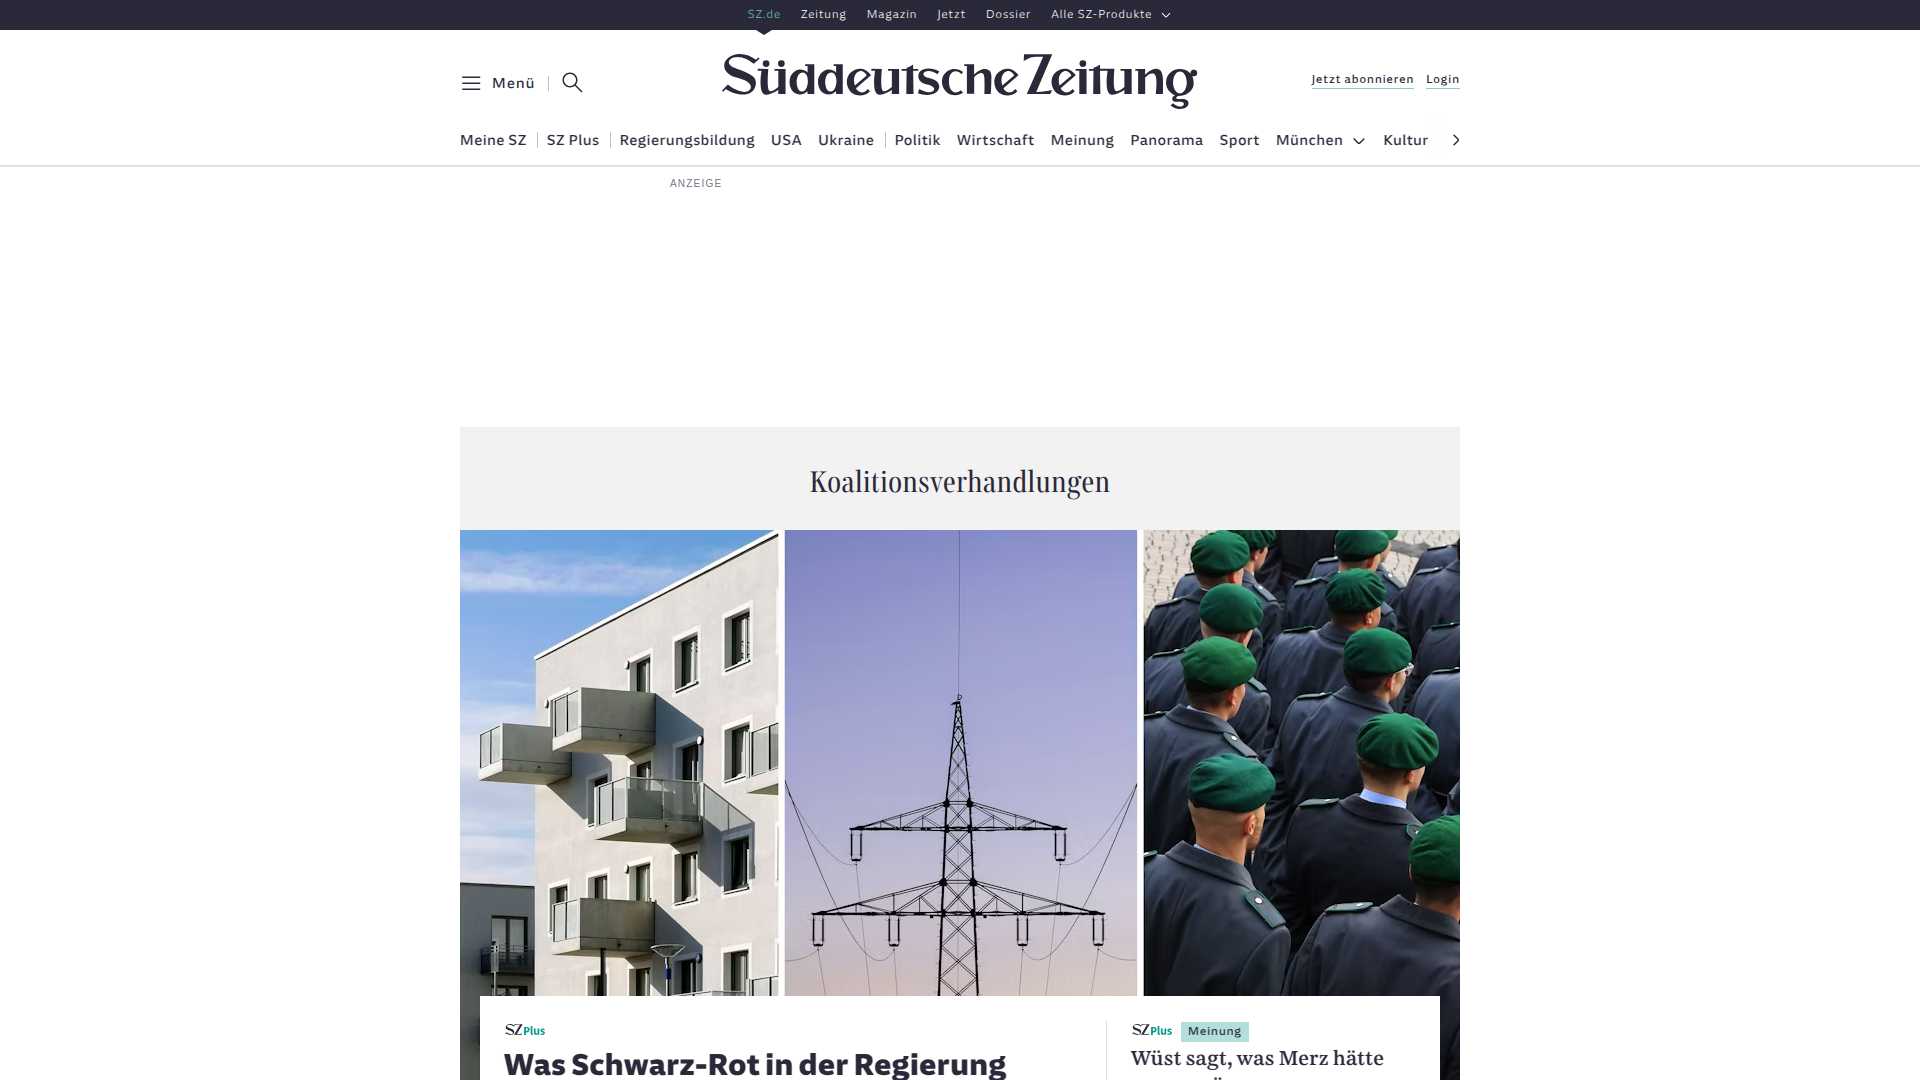 SZ.de Zeitung Magazin Jetzt Dossier Alle SZ-Produkte
Menü
Süddeutsche Zeitung
Jetzt abonnieren Login
Meine SZ SZ Plus Regierungsbildung USA Ukraine Politik Wirtschaft Meinung Panorama Sport München Kultur
ANZEIGE
Koalitionsverhandlungen
SZ Plus
Was Schwarz-Rot in der Regierung
SZ Plus Meinung
Wüst sagt, was Merz hätte